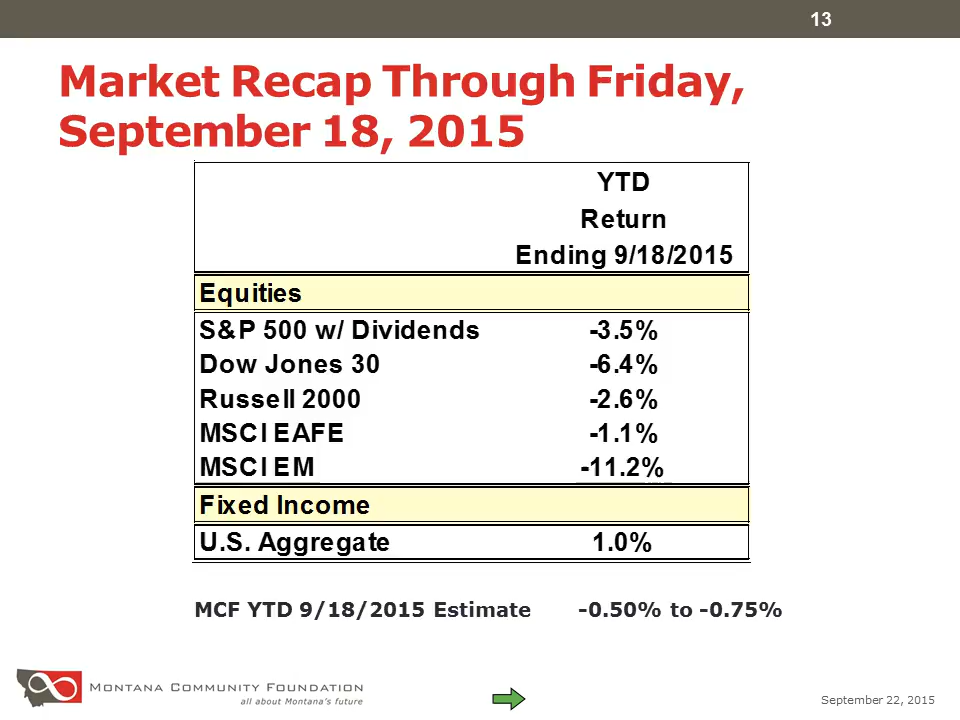 13
Market Recap Through Friday,
September 18, 2015
YTD
Return
Ending 9/18/2015
Equities
S&P 500 w/ Dividends -3.5%
Dow Jones 30 -6.4%
Russell 2000 -2.6%
MSCI EAFE -1.1%
MSCI EM -11.2%
Fixed Income
U.S. Aggregate 1.0%
MCF YTD 9/18/2015 Estimate -0.50% to -0.75%
Montana Community Foundation
all about Montana's future
September 22, 2015